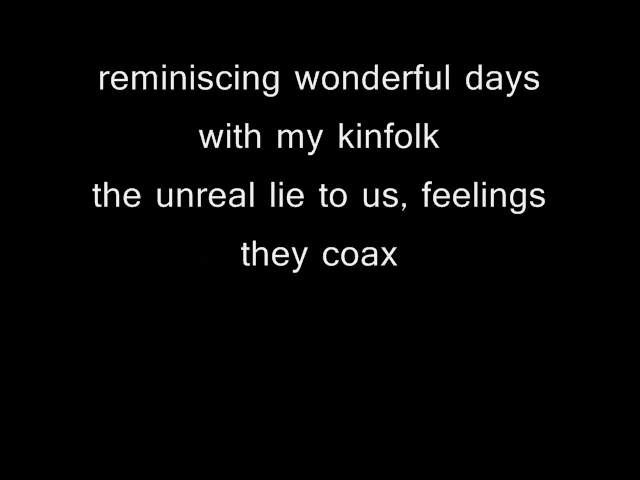 reminiscing wonderful days
with my kinfolk
the unreal lie to us, feelings
they coax